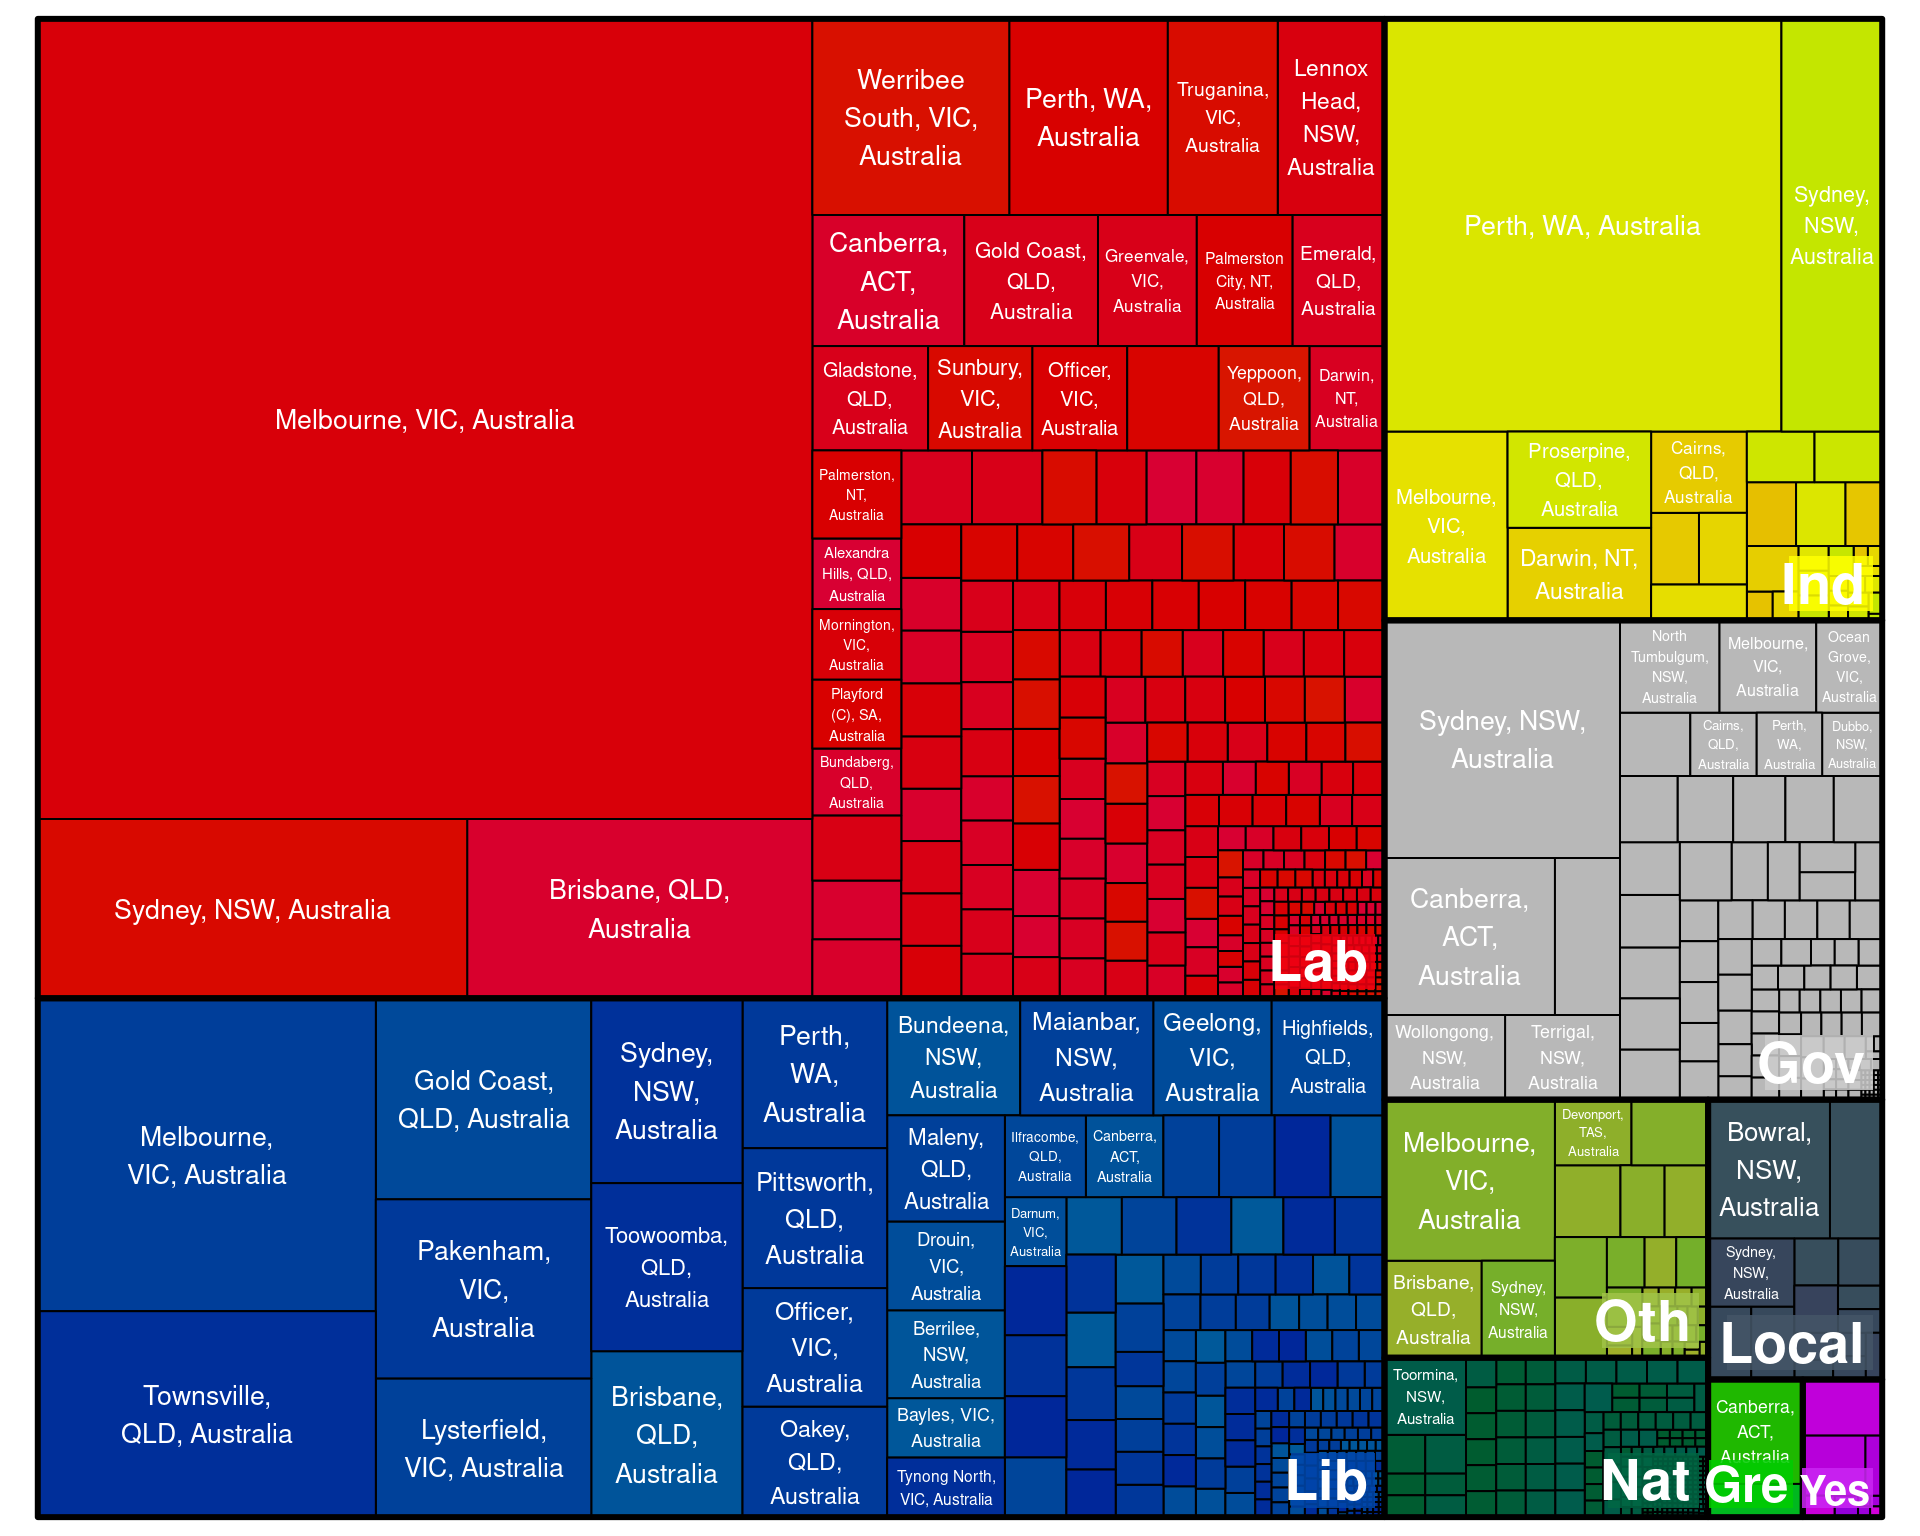 Melbourne, VIC, Australia
Sydney, NSW, Australia
Brisbane, QLD,
Australia
Werribee
South, VIC,
Australia
Perth, WA,
Australia
Truganina,
VIC,
Australia
Lennox
Head,
NSW,
Australia
Canberra,
ACT,
Australia
Gold Coast,
QLD,
Australia
Greenvale,
VIC,
Australia
Palmerston
City, NT,
Australia
Emerald,
QLD,
Australia
Gladstone,
QLD,
Australia
Sunbury,
VIC,
Australia
Officer,
VIC,
Australia
Yeppoon,
QLD,
Australia
Darwin,
NT,
Australia
Palmerston,
NT,
Australia
Alexandra
Hills, QLD,
Australia
Mornington,
VIC,
Australia
Playford
(C), SA,
Australia
Bundaberg,
QLD,
Australia
Lab
Perth, WA, Australia
Sydney,
NSW,
Australia
Melbourne,
VIC,
Australia
Proserpine,
QLD,
Australia
Darwin, NT,
Australia
Cairns,
QLD,
Australia
Ind
Sydney, NSW,
Australia
Canberra,
ACT,
Australia
Wollongong,
NSW,
Australia
Terrigal,
NSW,
Australia
North
Tumbulgum,
NSW,
Australia
Melbourne,
VIC,
Australia
Ocean
Grove,
VIC,
Australia
Cairns,
QLD,
Australia
Perth,
WA,
Australia
Dubbo,
NSW,
Australia
Gov
Melbourne,
VIC, Australia
Townsville,
QLD, Australia
Gold Coast,
QLD, Australia
Pakenham,
VIC,
Australia
Lysterfield,
VIC, Australia
Sydney,
NSW,
Australia
Toowoomba,
QLD,
Australia
Brisbane,
QLD,
Australia
Perth,
WA,
Australia
Pittsworth,
QLD,
Australia
Officer,
VIC,
Australia
Oakey,
QLD,
Australia
Bundeena,
NSW,
Australia
Maianbar,
NSW,
Australia
Geelong,
VIC,
Australia
Highfields,
QLD,
Australia
Maleny,
QLD,
Australia
Drouin,
VIC,
Australia
Berrilee,
NSW,
Australia
Bayles, VIC,
Australia
Tynong North,
VIC, Australia
Ilfracombe,
QLD,
Australia
Canberra,
ACT,
Australia
Darnum,
VIC,
Australia
Lib
Melbourne,
VIC,
Australia
Brisbane,
QLD,
Australia
Sydney,
NSW,
Australia
Devonport,
TAS,
Australia
Oth
Bowral,
NSW,
Australia
Sydney,
NSW,
Australia
Local
Toormina,
NSW,
Australia
Nat
Canberra,
ACT,
Australia
Gre
Yes